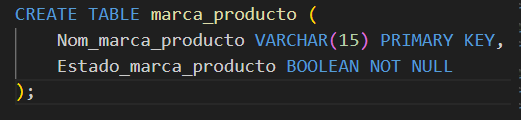 CREATE TABLE marca_producto (
    Nom_marca_producto VARCHAR(15) PRIMARY KEY,
    Estado_marca_producto BOOLEAN NOT NULL
);